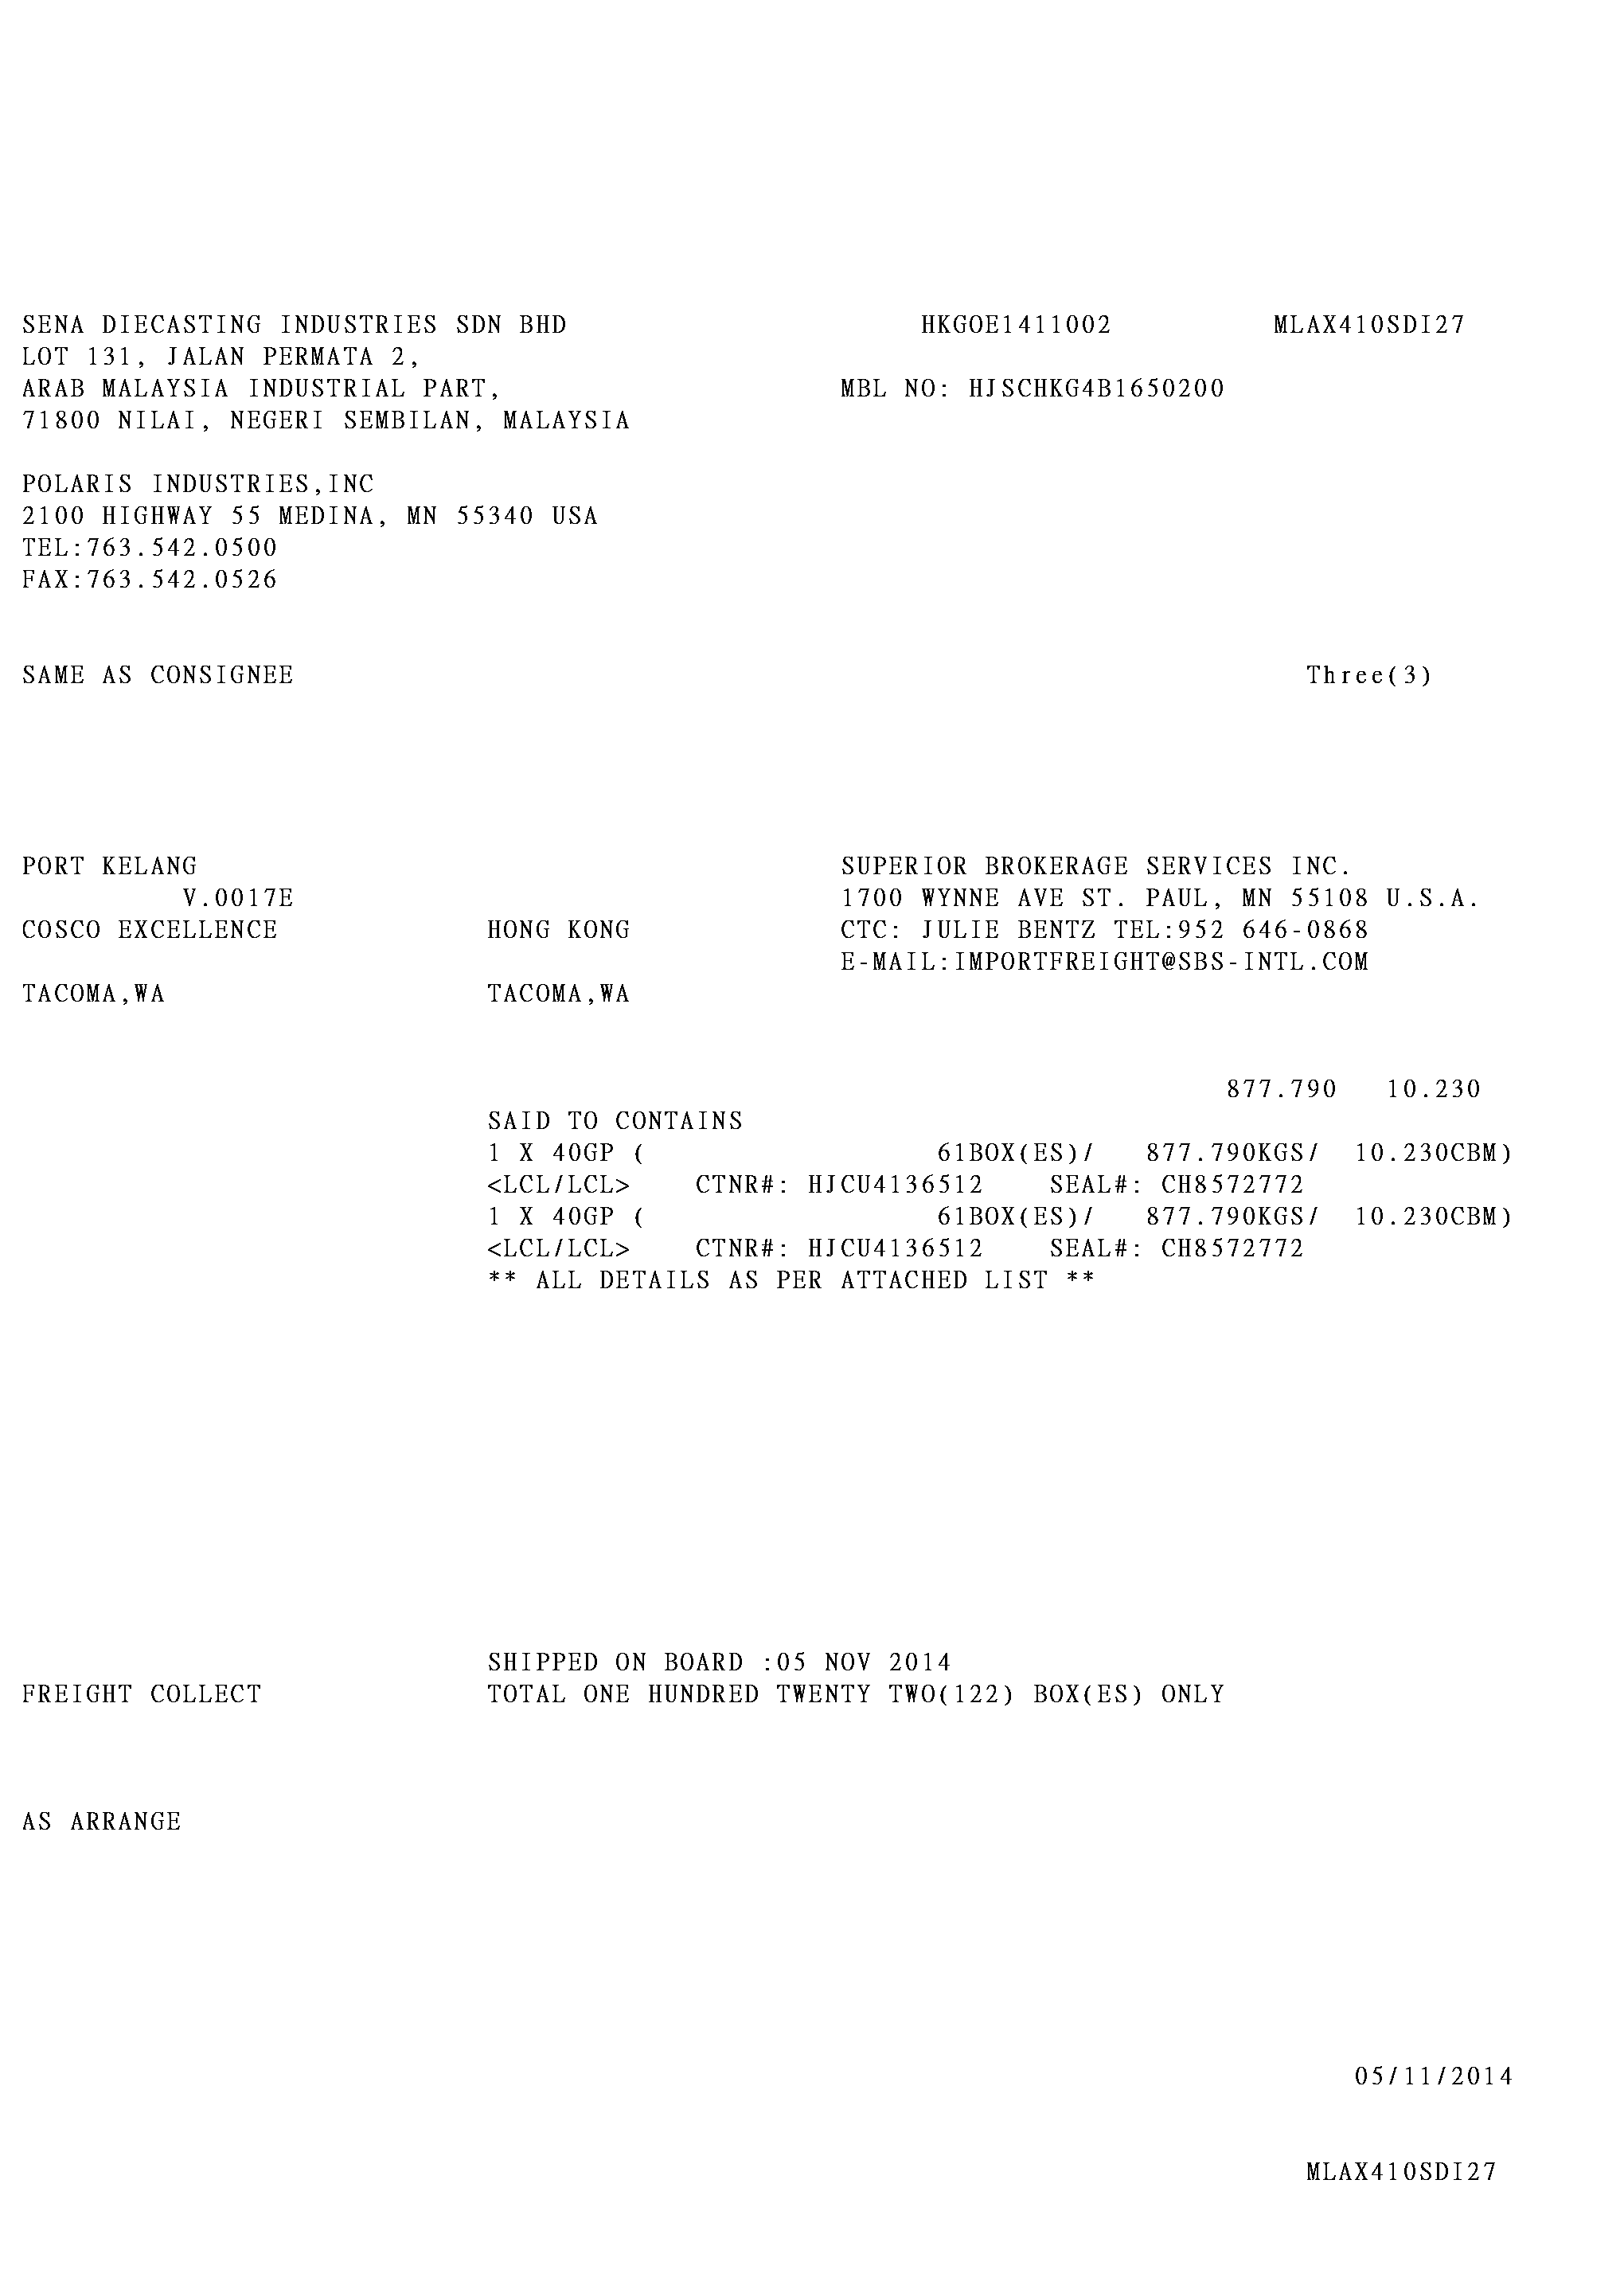 SENA DIECASTING INDUSTRIES SDN BHD HKGOE1411002 MLAX410SDI27
LOT 131, JALAN PERMATA 2,
ARAB MALAYSIA INDUSTRIAL PART, MBL NO: HJSCHKG4B1650200
71800 NILAI, NEGERI SEMBILAN, MALAYSIA
POLARIS INDUSTRIES,INC
2100 HIGHWAY 55 MEDINA, MN 55340 USA
TEL:763.542.0500
FAX:763.542.0526
SAME AS CONSIGNEE Three(3)
PORT KELANG SUPERIOR BROKERAGE SERVICES INC.
V.0017E 1700 WYNNE AVE ST. PAUL, MN 55108 U.S.A.
COSCO EXCELLENCE HONG KONG CTC: JULIE BENTZ TEL:952 646-0868
E-MAIL:IMPORTFREIGHT@SBS-INTL.COM
TACOMA,WA TACOMA,WA
877.790 10.230
SAID TO CONTAINS
1 X 40GP ( 61BOX(ES)/ 877.790KGS/ 10.230CBM)
<LCL/LCL> CTNR#: HJCU4136512 SEAL#: CH8572772
1 X 40GP ( 61BOX(ES)/ 877.790KGS/ 10.230CBM)
<LCL/LCL> CTNR#: HJCU4136512 SEAL#: CH8572772
** ALL DETAILS AS PER ATTACHED LIST **
SHIPPED ON BOARD :05 NOV 2014
FREIGHT COLLECT TOTAL ONE HUNDRED TWENTY TWO(122) BOX(ES) ONLY
AS ARRANGE
05/11/2014
MLAX410SDI27